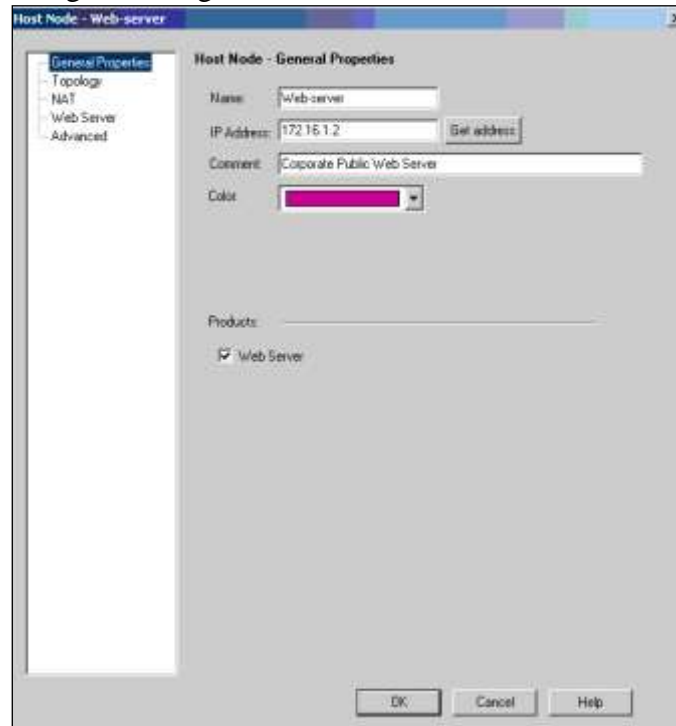 Host Node - Web-server
General Properties
Topology
NAT
Web Server
Advanced
Host Node - General Properties
Name: Web-server
IP Address: 172.16.1.2 Get address
Comment: Corporate Public Web Server
Color:
Products:
Web Server
OK Cancel Help